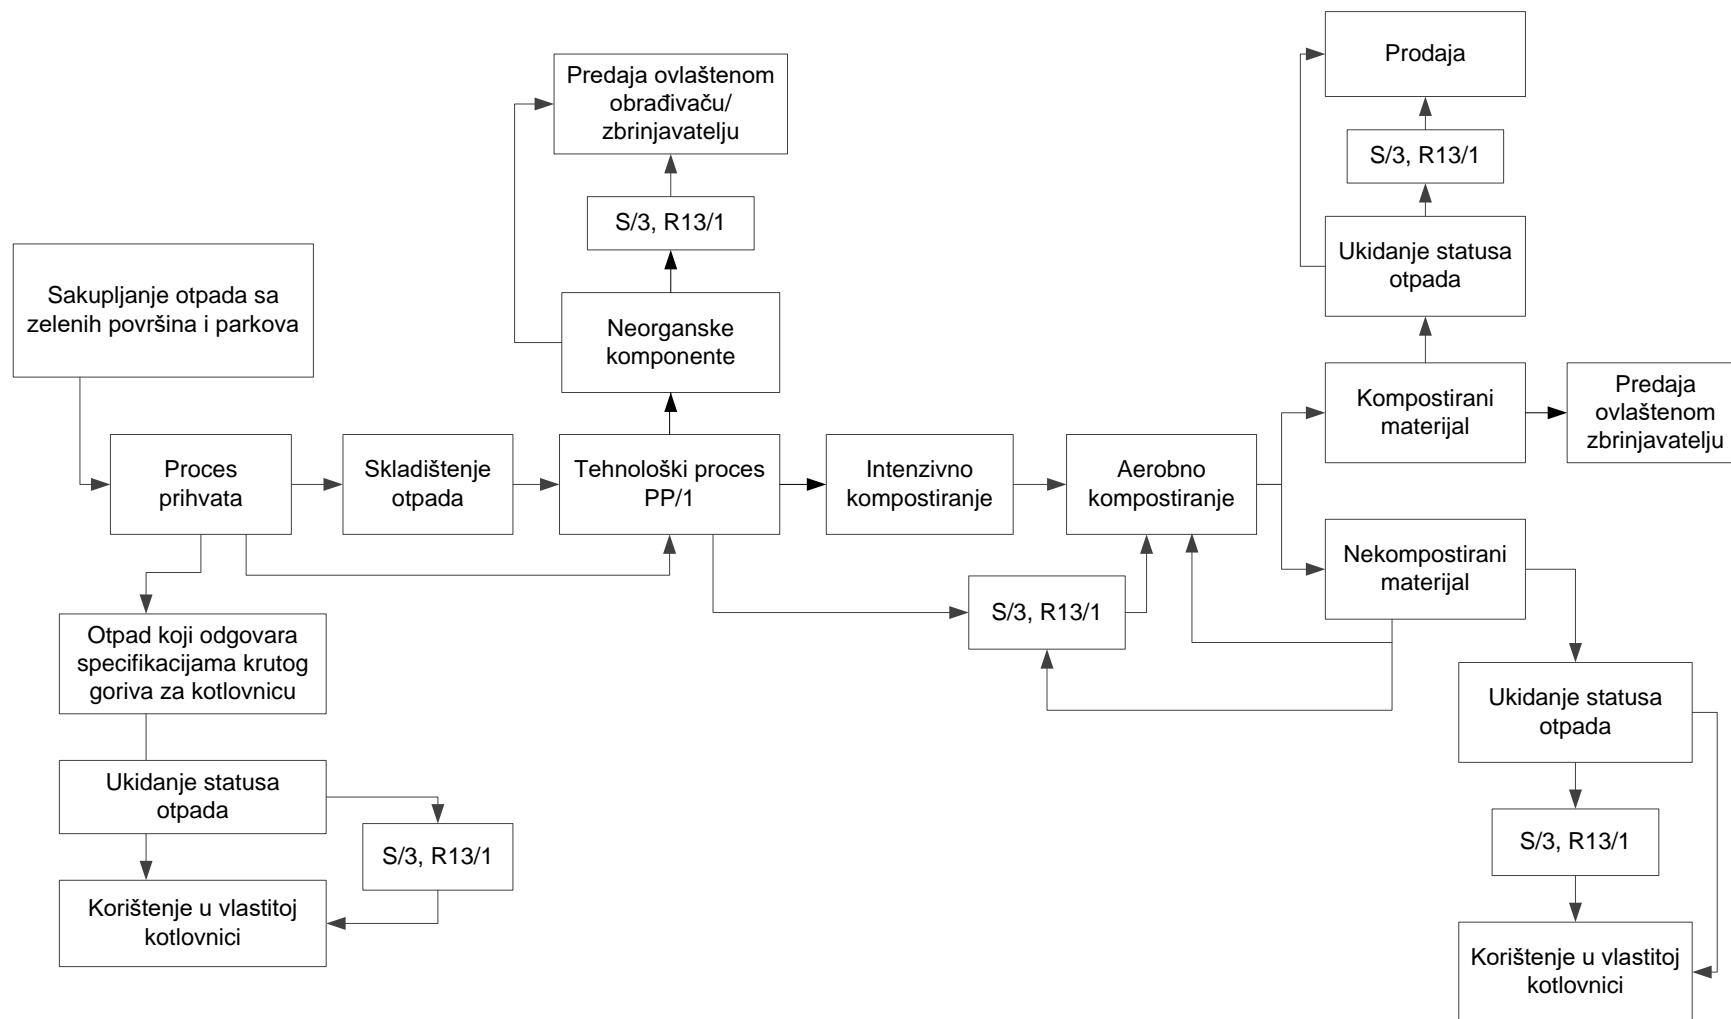 Prodaja
Predaja ovlaštenom
obrađivaču/
zbrinjavatelju
S/3, R13/1
S/3, R13/1
Ukidanje statusa
otpada
Sakupljanje otpada sa
zelenih površina i parkova
Neorganske
komponente
Kompostirani
materijal
Predaja
ovlaštenom
zbrinjavatelju
Proces
prihvata
Skladištenje
otpada
Tehnološki proces
PP/1
Intenzivno
kompostiranje
Aerobno
kompostiranje
Nekompostirani
materijal
S/3, R13/1
Otpad koji odgovara
specifikacijama krutog
goriva za kotlovnicu
Ukidanje statusa
otpada
Ukidanje statusa
otpada
S/3, R13/1
S/3, R13/1
Korištenje u vlastitoj
kotlovnici
Korištenje u vlastitoj
kotlovnici